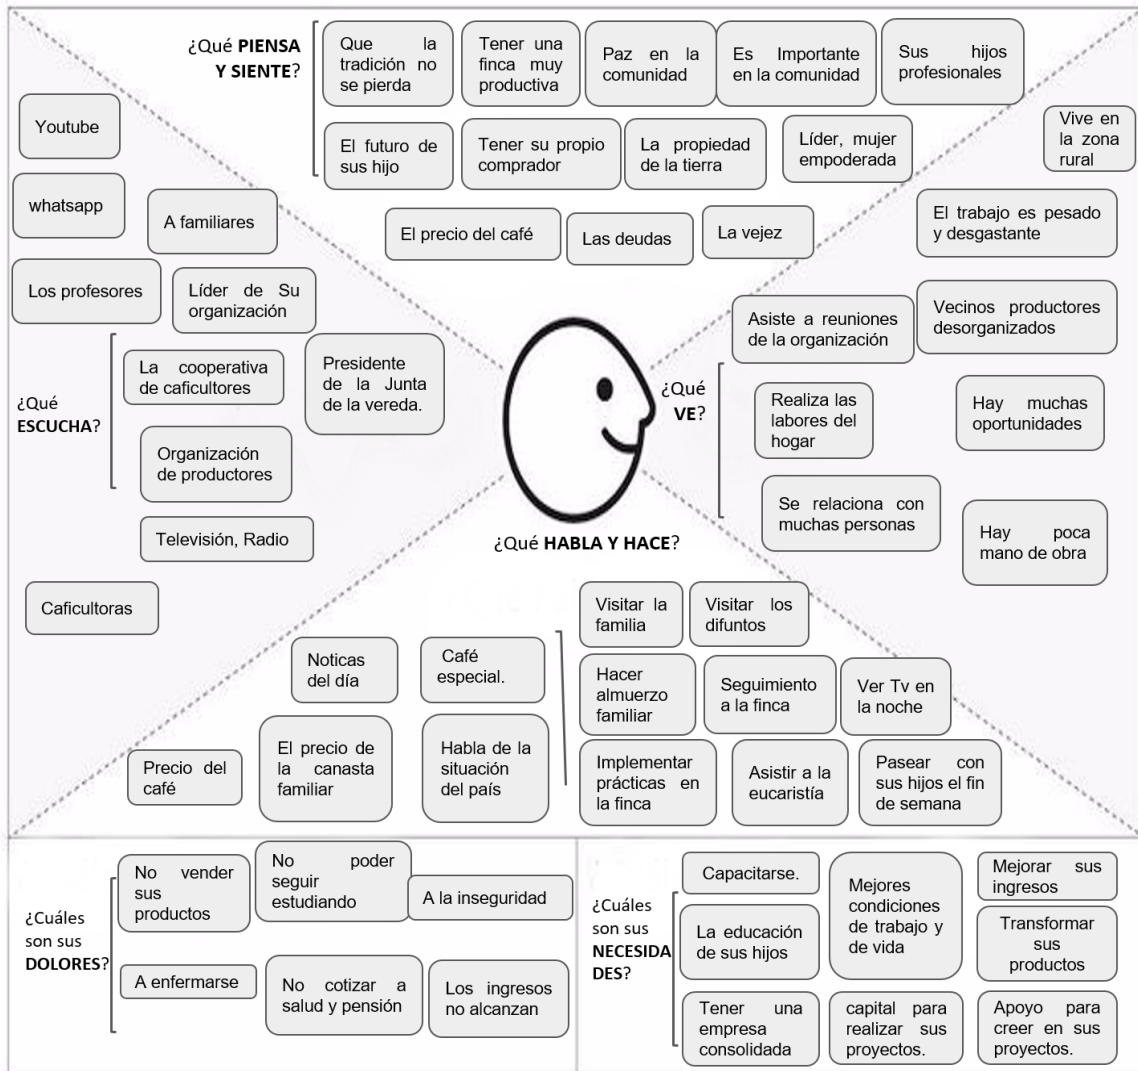 ¿Qué PIENSA
Y SIENTE?
Que la
tradición no
se pierda
Tener una
finca muy
productiva
Paz en la
comunidad
Es Importante
en la comunidad
Sus hijos
profesionales
El futuro de
sus hijo
Tener su propio
comprador
La propiedad
de la tierra
Líder, mujer
empoderada
El precio del café
Las deudas
La vejez
Youtube
whatsapp
A familiares
Los profesores
Líder de Su
organización
¿Qué
ESCUCHA?
La cooperativa
de caficultores
Presidente
de la Junta
de la vereda.
Organización
de productores
Televisión, Radio
Caficultoras
Vive en
la zona
rural
El trabajo es pesado
y desgastante
Asiste a reuniones
de la organización
Vecinos productores
desorganizados
¿Qué
VE?
Realiza las
labores del
hogar
Hay muchas
oportunidades
Se relaciona con
muchas personas
Hay poca
mano de obra
¿Qué HABLA Y HACE?
Visitar la
familia
Visitar los
difuntos
Noticas
del día
Café
especial.
Hacer
almuerzo
familiar
Seguimiento
a la finca
Ver Tv en
la noche
Precio del
café
El precio de
la canasta
familiar
Habla de la
situación
del país
Implementar
prácticas en
la finca
Asistir a la
eucaristía
Pasear con
sus hijos el fin
de semana
¿Cuáles
son sus
DOLORES?
No vender
sus
productos
No poder
seguir
estudiando
A la inseguridad
A enfermarse
No cotizar a
salud y pensión
Los ingresos
no alcanzan
¿Cuáles
son sus
NECESIDA
DES?
Capacitarse.
Mejores
condiciones
de trabajo y
de vida
Mejorar sus
ingresos
La educación
de sus hijos
Transformar
sus
productos
Tener una
empresa
consolidada
capital para
realizar sus
proyectos.
Apoyo para
creer en sus
proyectos.